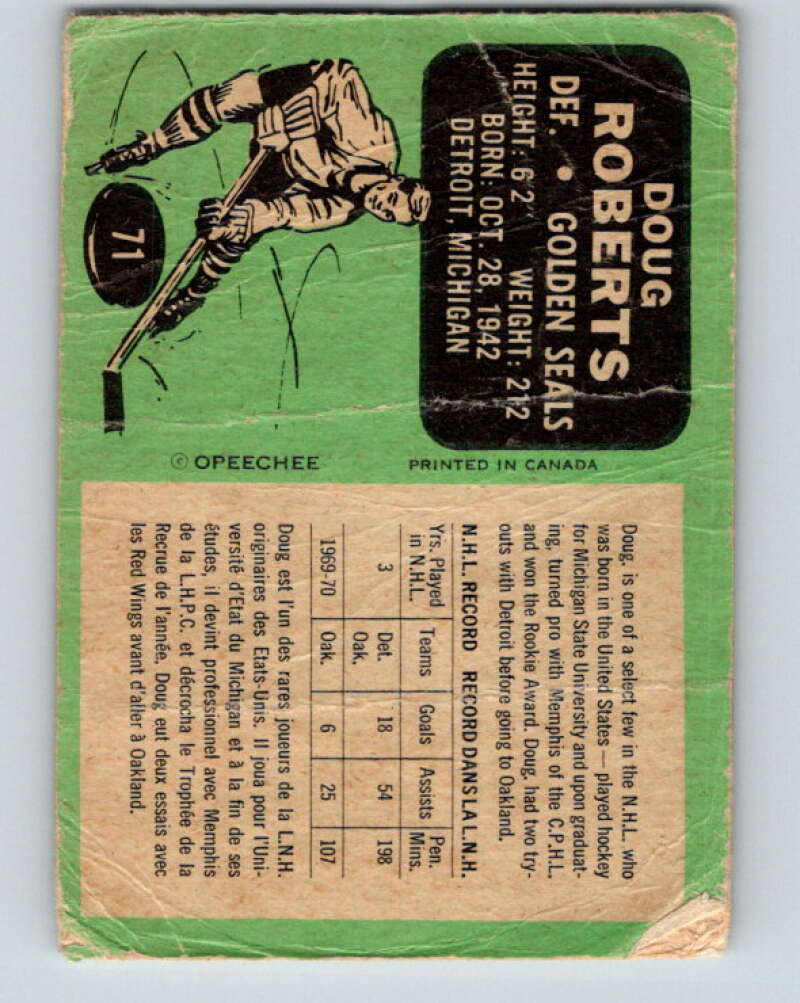 DOUG
ROBERTS
DEF. • GOLDEN SEALS
HEIGHT: 6'2" WEIGHT: 212
BORN: OCT. 28, 1942
DETROIT, MICHIGAN
71
© OPEECHEE
PRINTED IN CANADA
Doug. is one of a select few in the N.H.L. who
was born in the United States — played hockey
for Michigan State University and upon graduat-
ing, turned pro with Memphis of the C.P.H.L.
and won the Rookie Award. Doug. had two try-
outs with Detroit before going to Oakland.
N.H.L. RECORD RECORD DANS LA L.N.H.
Yrs. Played Teams Goals Assists Pen.
in N.H.L. Mins.
3 Det. 18 54 198
Oak.
1969-70 Oak. 6 25 107
Doug est l'un des rares joueurs de la L.N.H.
originaires des Etats-Unis. Il joua pour l'Uni-
versité d'Etat du Michigan et à la fin de ses
études, il devint professionnel avec Memphis
de la L.H.P.C. et décrocha le Trophée de la
Recrue de l'année. Doug eut deux essais avec
les Red Wings avant d'aller à Oakland.